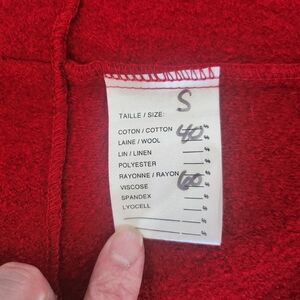 S
TAILLE / SIZE:
COTON / COTTON 40 %
LAINE / WOOL %
LIN / LINEN %
POLYESTER %
RAYONNE / RAYON 60 %
VISCOSE %
SPANDEX %
LYOCELL %
%
%